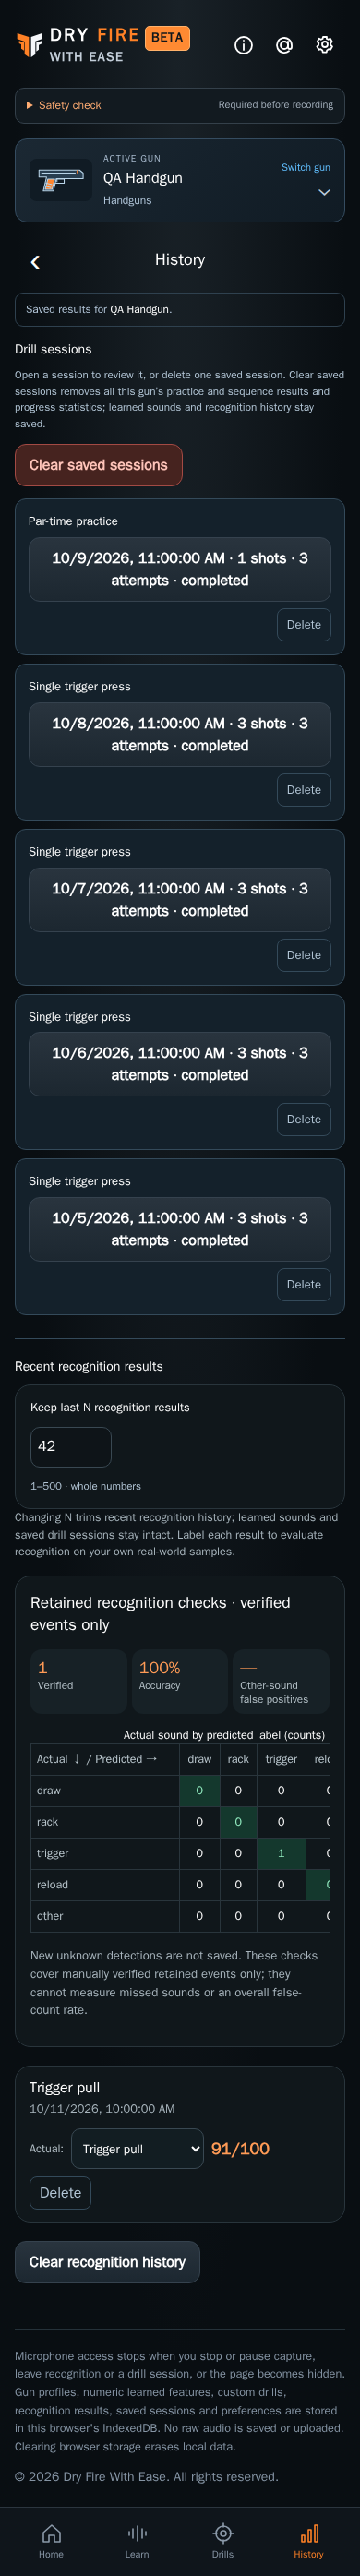 DRY FIRE BETA
WITH EASE
▶ Safety check Required before recording
ACTIVE GUN
QA Handgun
Handguns
Switch gun
‹ History
Saved results for QA Handgun.
Drill sessions
Open a session to review it, or delete one saved session. Clear saved
sessions removes all this gun's practice and sequence results and
progress statistics; learned sounds and recognition history stay
saved.
Clear saved sessions
Par-time practice
10/9/2026, 11:00:00 AM · 1 shots · 3
attempts · completed
Delete
Single trigger press
10/8/2026, 11:00:00 AM · 3 shots · 3
attempts · completed
Delete
Single trigger press
10/7/2026, 11:00:00 AM · 3 shots · 3
attempts · completed
Delete
Single trigger press
10/6/2026, 11:00:00 AM · 3 shots · 3
attempts · completed
Delete
Single trigger press
10/5/2026, 11:00:00 AM · 3 shots · 3
attempts · completed
Delete
Recent recognition results
Keep last N recognition results
42
1–500 · whole numbers
Changing N trims recent recognition history; learned sounds and
saved drill sessions stay intact. Label each result to evaluate
recognition on your own real-world samples.
Retained recognition checks · verified
events only
1
Verified
100%
Accuracy
—
Other-sound
false positives
Actual sound by predicted label (counts)
Actual ↓ / Predicted → draw rack trigger
draw 0 0 0
rack 0 0 0
trigger 0 0 1
reload 0 0 0
other 0 0 0
New unknown detections are not saved. These checks
cover manually verified retained events only; they
cannot measure missed sounds or an overall false-
count rate.
Trigger pull
10/11/2026, 10:00:00 AM
Actual: Trigger pull 91/100
Delete
Clear recognition history
Microphone access stops when you stop or pause capture,
leave recognition or a drill session, or the page becomes hidden.
Gun profiles, numeric learned features, custom drills,
recognition results, saved sessions and preferences are stored
in this browser's IndexedDB. No raw audio is saved or uploaded.
Clearing browser storage erases local data.
© 2026 Dry Fire With Ease. All rights reserved.
Home Learn Drills History